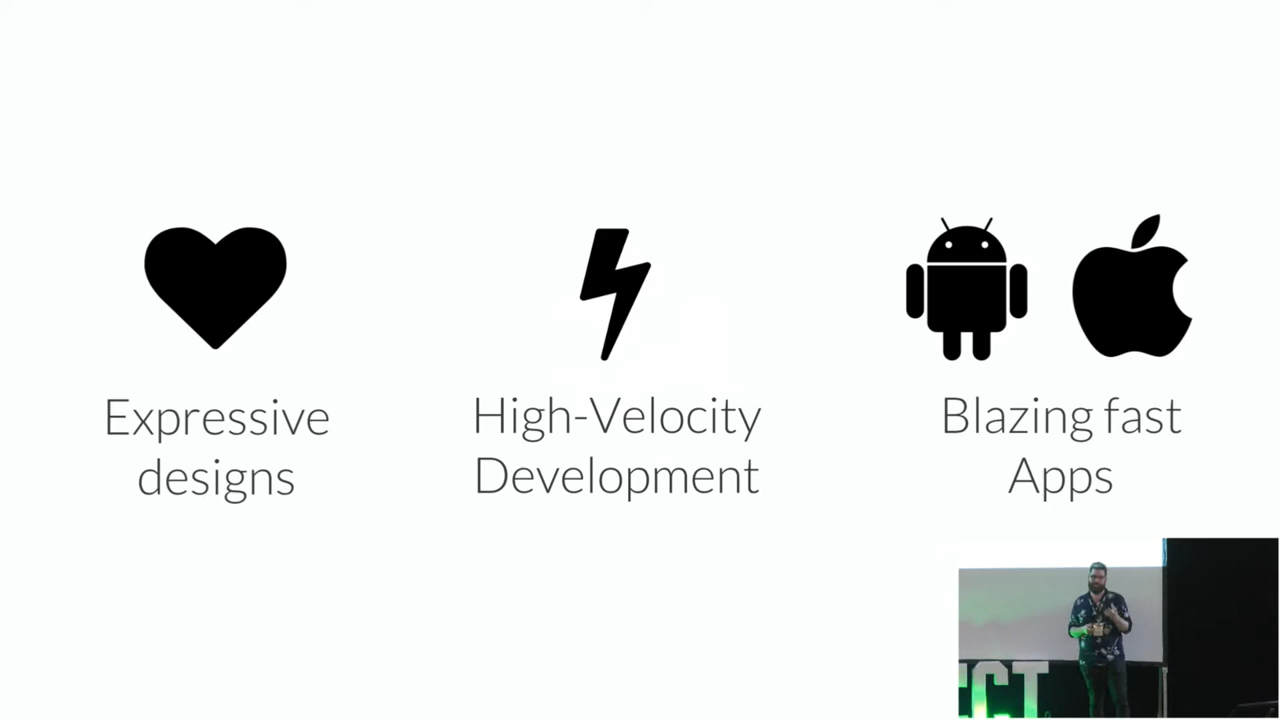 Expressive
designs
High-Velocity
Development
Blazing fast
Apps